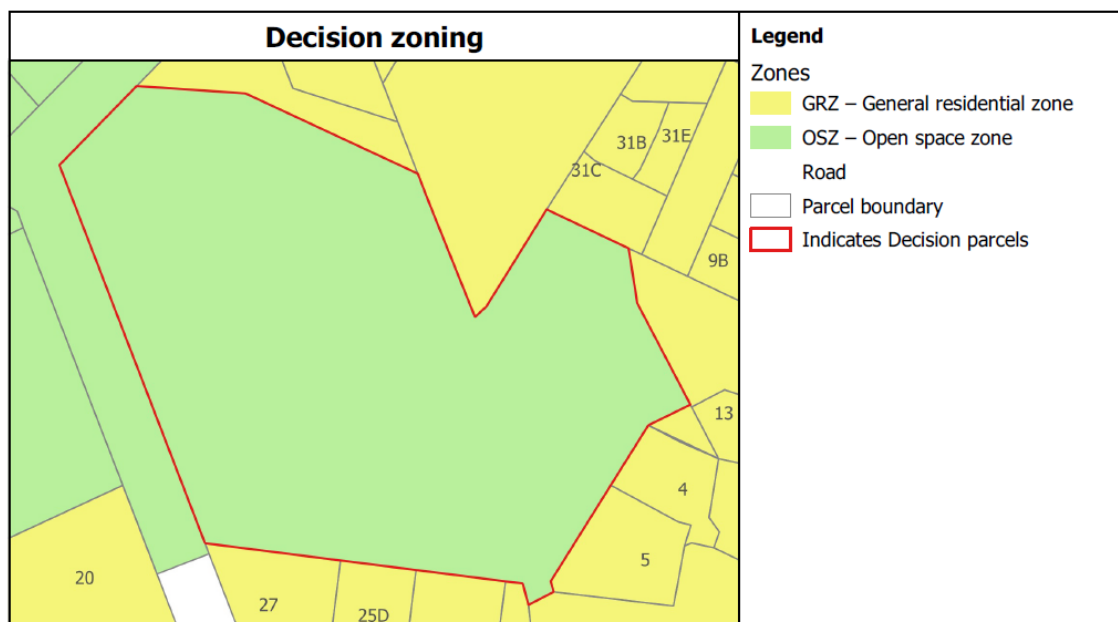 Decision zoning
31B
31E
31C
9B
13
4
5
20
27
25D
Legend
Zones
GRZ – General residential zone
OSZ – Open space zone
Road
Parcel boundary
Indicates Decision parcels